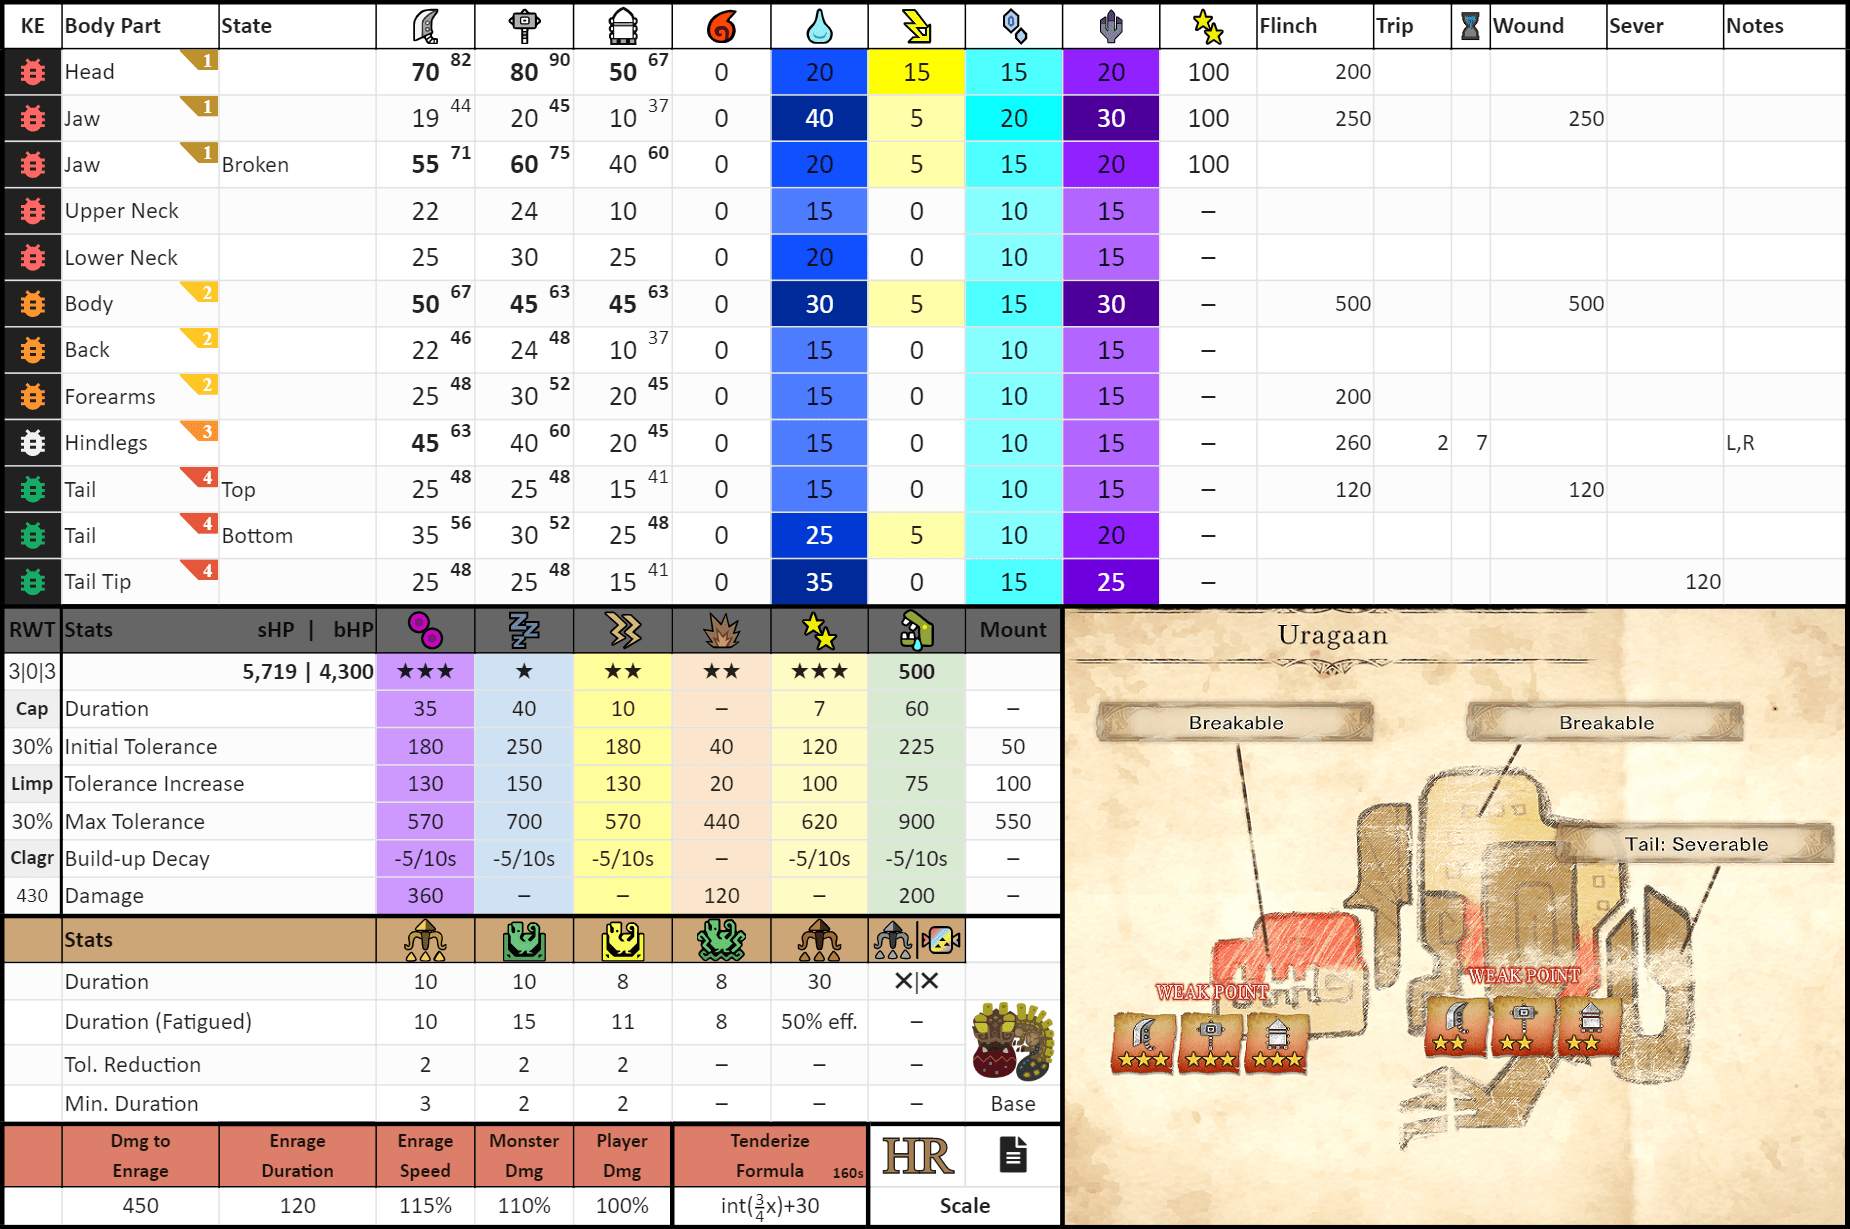 KE Body Part State Flinch Trip Wound Sever Notes
Head 1 70 82 80 90 50 67 0 20 15 15 20 100 200
Jaw 1 19 44 20 45 10 37 0 40 5 20 30 100 250 250
Jaw 1 Broken 55 71 60 75 40 60 0 20 5 15 20 100
Upper Neck 22 24 10 0 15 0 10 15 –
Lower Neck 25 30 25 0 20 0 10 15 –
Body 2 50 67 45 63 45 63 0 30 5 15 30 – 500 500
Back 2 22 46 24 48 10 37 0 15 0 10 15 –
Forearms 2 25 48 30 52 20 45 0 15 0 10 15 – 200
Hindlegs 3 45 63 40 60 20 45 0 15 0 10 15 – 260 2 7 L,R
Tail 4 Top 25 48 25 48 15 41 0 15 0 10 15 – 120 120
Tail 4 Bottom 35 56 30 52 25 48 0 25 5 10 20 –
Tail Tip 4 25 48 25 48 15 41 0 35 0 15 25 – 120
RWT Stats sHP | bHP Mount
3|0|3 5,719 | 4,300 ★★★ ★ ★★ ★★ ★★★ 500
Cap Duration 35 40 10 – 7 60 –
30% Initial Tolerance 180 250 180 40 120 225 50
Limp Tolerance Increase 130 150 130 20 100 75 100
30% Max Tolerance 570 700 570 440 620 900 550
Clagr Build-up Decay -5/10s -5/10s -5/10s – -5/10s -5/10s –
430 Damage 360 – – 120 – 200
Stats
Duration 10 10 8 8 30 ✕|✕
Duration (Fatigued) 10 15 11 8 50% eff. –
Tol. Reduction 2 2 2 – – –
Min. Duration 3 2 2 – – – Base
Dmg to Enrage
Enrage Duration
Enrage Speed
Monster Dmg
Player Dmg
Tenderize Formula 160s
HR
450 120 115% 110% 100% int(¾x)+30 Scale
Uragaan
Breakable
Breakable
Tail: Severable
WEAK POINT
WEAK POINT